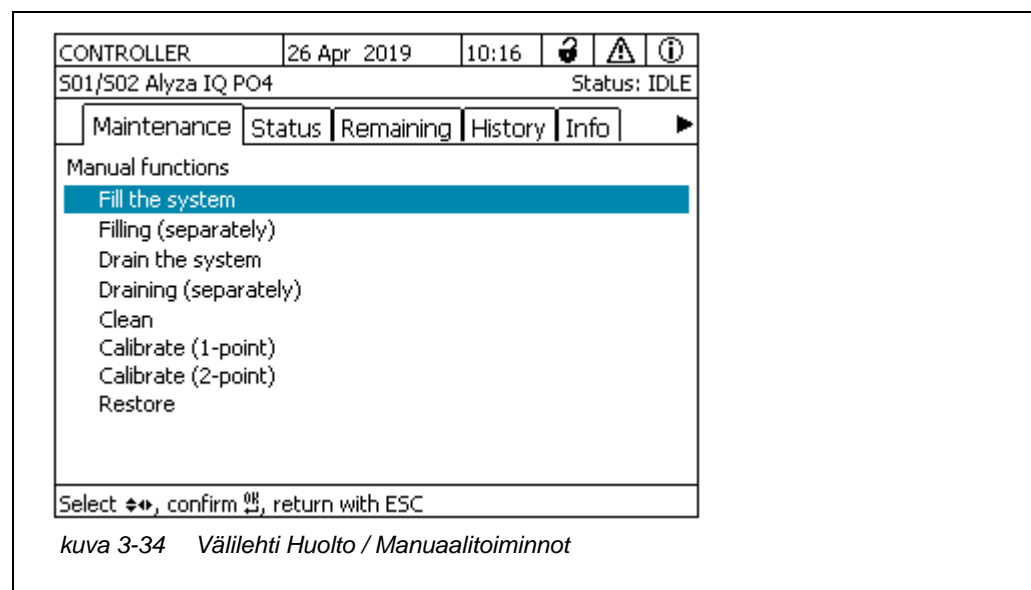 CONTROLLER 26 Apr 2019 10:16
S01/S02 Alyza IQ PO4 Status: IDLE
Maintenance Status Remaining History Info
Manual functions
Fill the system
Filling (separately)
Drain the system
Draining (separately)
Clean
Calibrate (1-point)
Calibrate (2-point)
Restore
Select, confirm OK, return with ESC
kuva 3-34 Välilehti Huolto / Manuaalitoiminnot